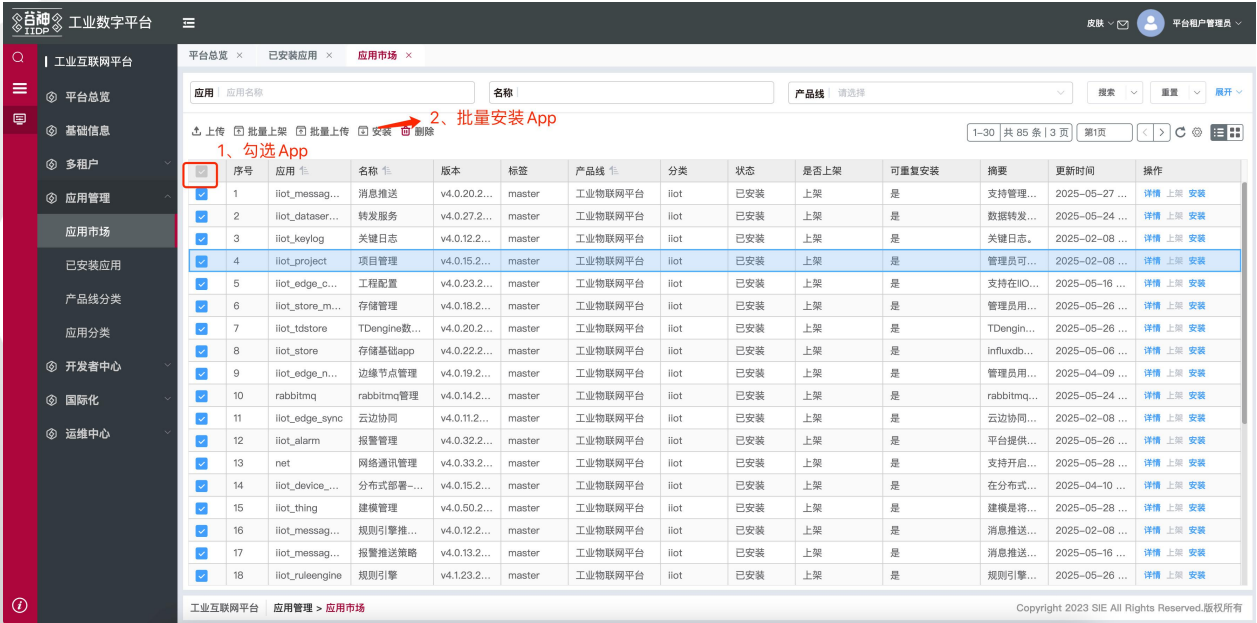 谷神 IIDP 工业数字平台 皮肤 平台租户管理员
工业互联网平台
平台总览
基础信息
多租户
应用管理
应用市场
已安装应用
产品线分类
应用分类
开发者中心
国际化
运维中心
平台总览 × 已安装应用 × 应用市场 ×
应用 应用名称 名称 产品线 请选择 搜索 重置 展开
2、批量安装App
上传 批量上架 批量上传 安装 删除 1-30 共 85 条 3 页 第1页
1、勾选App
序号 应用 名称 版本 标签 产品线 分类 状态 是否上架 可重复安装 摘要 更新时间 操作
1 iiot_messag... 消息推送 v4.0.20.2... master 工业物联网平台 iiot 已安装 上架 是 支持管理... 2025-05-27 ... 详情 上架 安装
2 iiot_dataser... 转发服务 v4.0.27.2... master 工业物联网平台 iiot 已安装 上架 是 数据转发... 2025-05-24 ... 详情 上架 安装
3 iiot_keylog 关键日志 v4.0.12.2... master 工业物联网平台 iiot 已安装 上架 是 关键日志。 2025-02-08 ... 详情 上架 安装
4 iiot_project 项目管理 v4.0.15.2... master 工业物联网平台 iiot 已安装 上架 是 管理员可... 2025-02-08 ... 详情 上架 安装
5 iiot_edge_c... 工程配置 v4.0.23.2... master 工业物联网平台 iiot 已安装 上架 是 支持在IIO... 2025-05-16 ... 详情 上架 安装
6 iiot_store_m... 存储管理 v4.0.18.2... master 工业物联网平台 iiot 已安装 上架 是 管理员用... 2025-05-26 ... 详情 上架 安装
7 iiot_tdstore TDengine数... v4.0.20.2... master 工业物联网平台 iiot 已安装 上架 是 TDengin... 2025-05-26 ... 详情 上架 安装
8 iiot_store 存储基础app v4.0.22.2... master 工业物联网平台 iiot 已安装 上架 是 influxdb... 2025-05-06 ... 详情 上架 安装
9 iiot_edge_n... 边缘节点管理 v4.0.19.2... master 工业物联网平台 iiot 已安装 上架 是 管理员用... 2025-04-09 ... 详情 上架 安装
10 rabbitmq rabbitmq管理 v4.0.14.2... master 工业物联网平台 iiot 已安装 上架 是 rabbitmq... 2025-05-24 ... 详情 上架 安装
11 iiot_edge_sync 云边协同 v4.0.11.2... master 工业物联网平台 iiot 已安装 上架 是 云边协同... 2025-02-08 ... 详情 上架 安装
12 iiot_alarm 报警管理 v4.0.32.2... master 工业物联网平台 iiot 已安装 上架 是 平台提供... 2025-05-26 ... 详情 上架 安装
13 net 网络通讯管理 v4.0.33.2... master 工业物联网平台 iiot 已安装 上架 是 支持开启... 2025-05-28 ... 详情 上架 安装
14 iiot_device_... 分布式部署-... v4.0.15.2... master 工业物联网平台 iiot 已安装 上架 是 在分布式... 2025-04-10 ... 详情 上架 安装
15 iiot_thing 建模管理 v4.0.50.2... master 工业物联网平台 iiot 已安装 上架 是 建模是将... 2025-05-28 ... 详情 上架 安装
16 iiot_messag... 规则引擎推... v4.0.12.2... master 工业物联网平台 iiot 已安装 上架 是 消息推送... 2025-02-08 ... 详情 上架 安装
17 iiot_messag... 报警推送策略 v4.0.13.2... master 工业物联网平台 iiot 已安装 上架 是 消息推送... 2025-05-16 ... 详情 上架 安装
18 iiot_ruleengine 规则引擎 v4.1.23.2... master 工业物联网平台 iiot 已安装 上架 是 规则引擎... 2025-05-26 ... 详情 上架 安装
工业互联网平台 应用管理 > 应用市场 Copyright 2023 SIE All Rights Reserved.版权所有